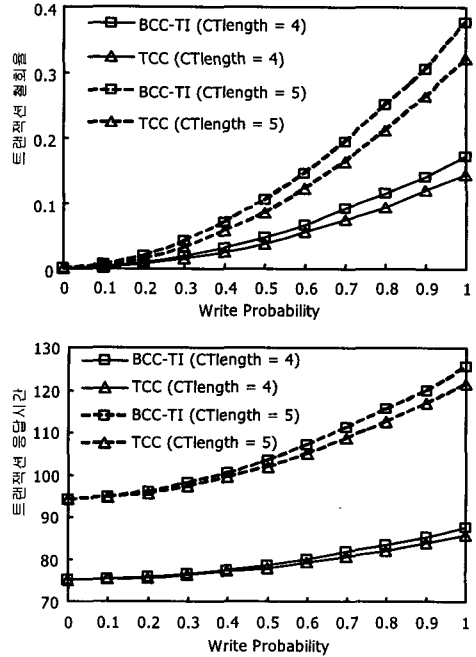 0.4
0.3
0.2
0.1
0
트랜잭션 철회율
BCC-TI (CTlength = 4)
TCC (CTlength = 4)
BCC-TI (CTlength = 5)
TCC (CTlength = 5)
0 0.1 0.2 0.3 0.4 0.5 0.6 0.7 0.8 0.9 1
Write Probability
130
120
110
100
90
80
70
트랜잭션 응답시간
BCC-TI (CTlength = 4)
TCC (CTlength = 4)
BCC-TI (CTlength = 5)
TCC (CTlength = 5)
0 0.1 0.2 0.3 0.4 0.5 0.6 0.7 0.8 0.9 1
Write Probability